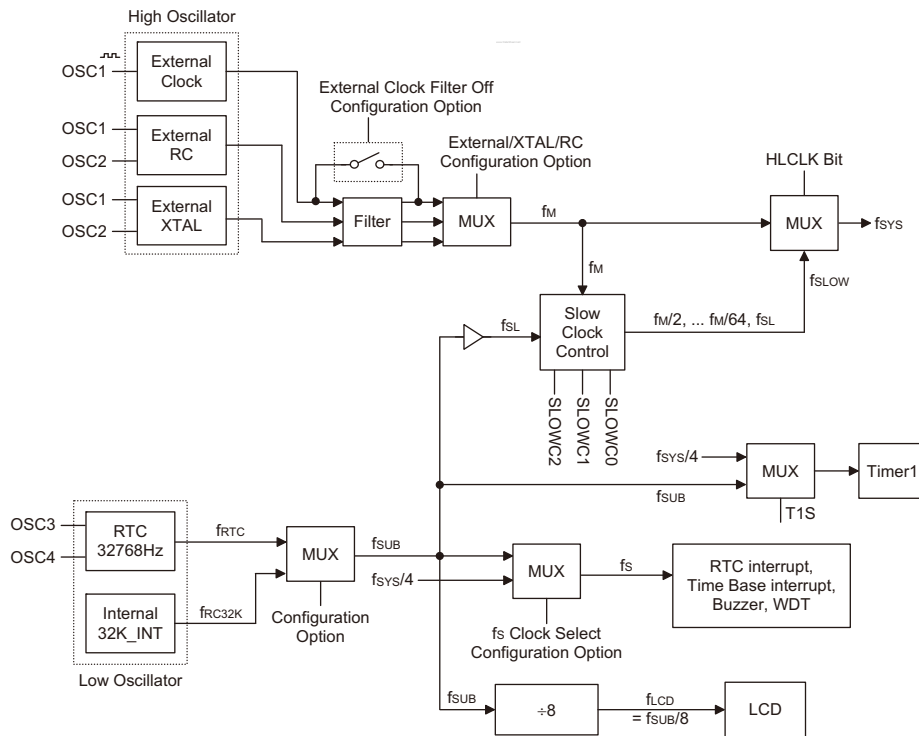 High Oscillator
OSC1
External
Clock
OSC1
OSC2
External
RC
OSC1
OSC2
External
XTAL
External Clock Filter Off
Configuration Option
Filter
External/XTAL/RC
Configuration Option
MUX
fM
HLCLK Bit
MUX
fSYS
fM
fSLOW
fSL
Slow
Clock
Control
fM/2, ... fM/64, fSL
SLOWC2
SLOWC1
SLOWC0
fSYS/4
fSUB
MUX
T1S
Timer1
OSC3
OSC4
RTC
32768Hz
fRTC
Internal
32K_INT
fRC32K
Low Oscillator
MUX
Configuration
Option
fSUB
fSYS/4
MUX
fs Clock Select
Configuration Option
fS
RTC interrupt,
Time Base interrupt,
Buzzer, WDT
fSUB
÷8
fLCD
= fSUB/8
LCD